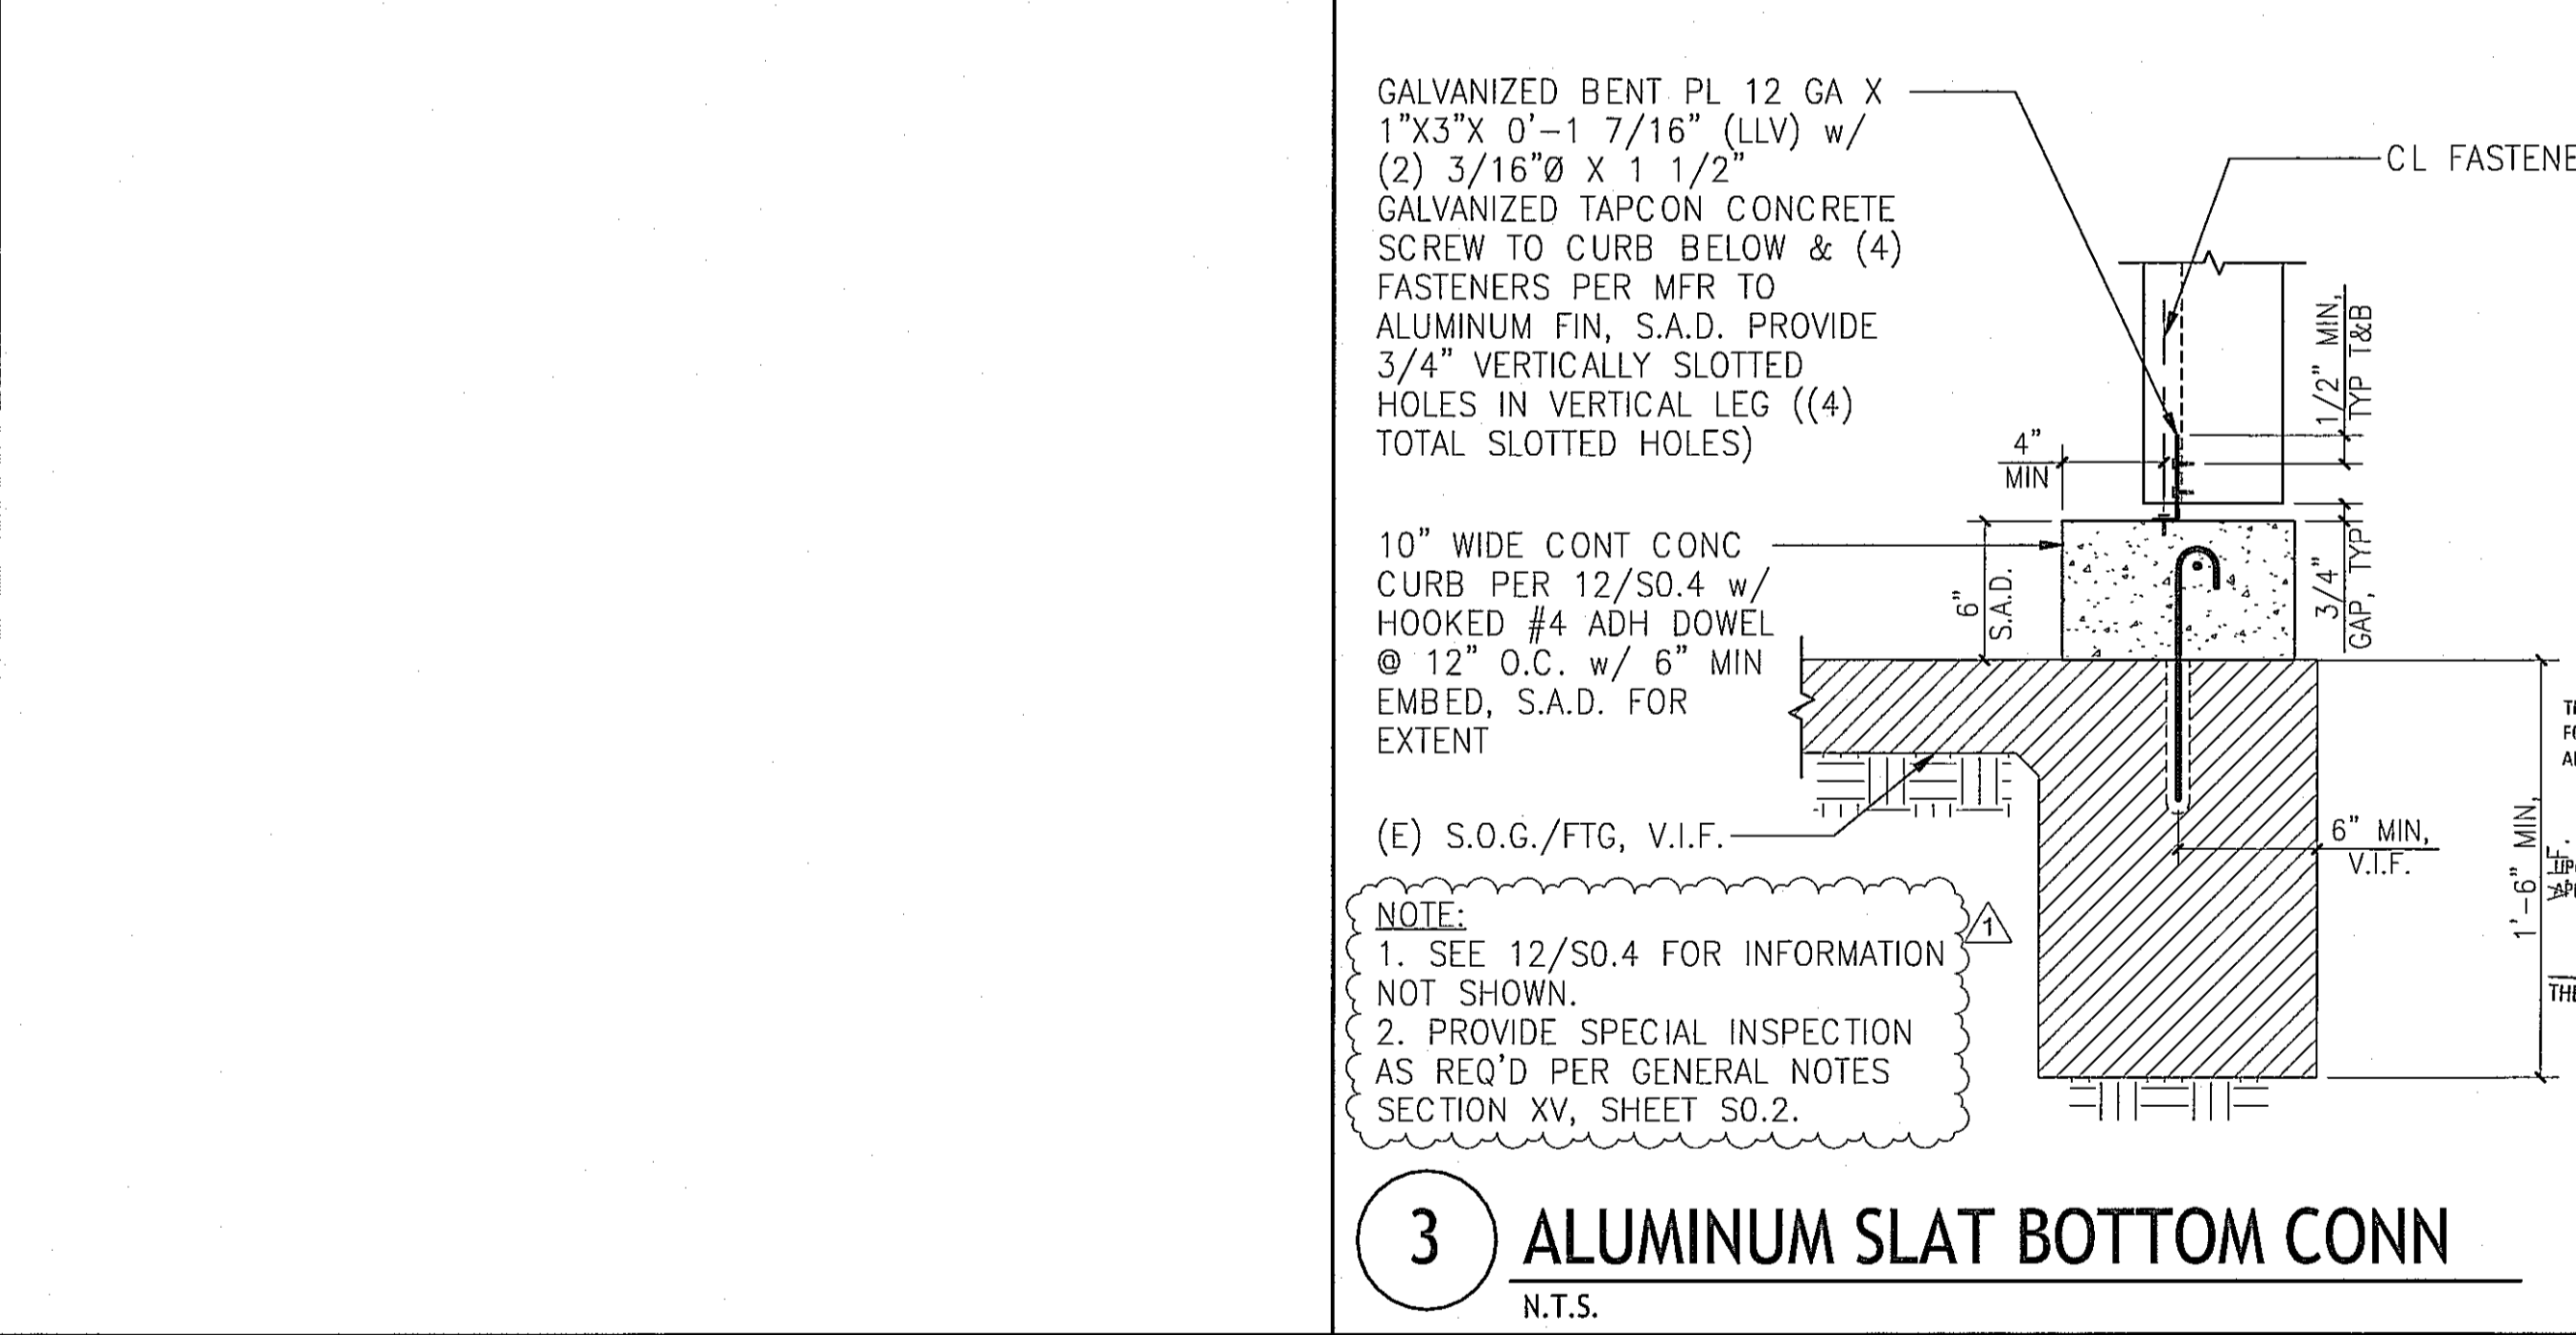 GALVANIZED BENT PL 12 GA X
1"X3"X 0'-1 7/16" (LLV) w/
(2) 3/16"Ø X 1 1/2"
GALVANIZED TAPCON CONCRETE
SCREW TO CURB BELOW & (4)
FASTENERS PER MFR TO
ALUMINUM FIN, S.A.D. PROVIDE
3/4" VERTICALLY SLOTTED
HOLES IN VERTICAL LEG ((4)
TOTAL SLOTTED HOLES)
CL FASTENE
1/2" MIN,
TYP T&B
4"
MIN
10" WIDE CONT CONC
CURB PER 12/S0.4 w/
HOOKED #4 ADH DOWEL
@ 12" O.C. w/ 6" MIN
EMBED, S.A.D. FOR
EXTENT
6"
S.A.D.
3/4"
GAP, TYP
(E) S.O.G./FTG, V.I.F.
6" MIN,
V.I.F.
1'-6" MIN,
THE
NOTE:
1. SEE 12/S0.4 FOR INFORMATION
NOT SHOWN.
2. PROVIDE SPECIAL INSPECTION
AS REQ'D PER GENERAL NOTES
SECTION XV, SHEET S0.2.
1
3 ALUMINUM SLAT BOTTOM CONN
N.T.S.